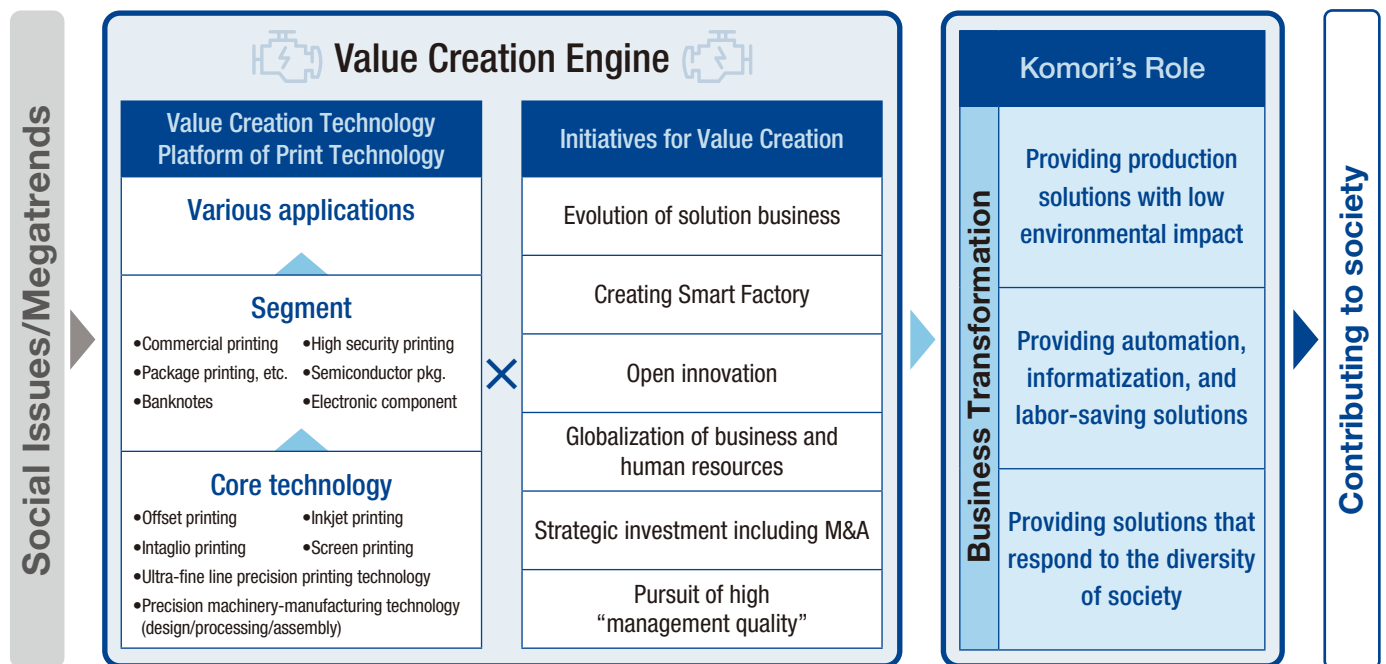 Social Issues/Megatrends
Value Creation Engine
Value Creation Technology
Platform of Print Technology
Various applications
Segment
•Commercial printing
•High security printing
•Package printing, etc.
•Semiconductor pkg.
•Banknotes
•Electronic component
Core technology
•Offset printing
•Inkjet printing
•Intaglio printing
•Screen printing
•Ultra-fine line precision printing technology
•Precision machinery-manufacturing technology
(design/processing/assembly)
×
Initiatives for Value Creation
Evolution of solution business
Creating Smart Factory
Open innovation
Globalization of business and
human resources
Strategic investment including M&A
Pursuit of high
“management quality”
Komori's Role
Business Transformation
Providing production
solutions with low
environmental impact
Providing automation,
informatization, and
labor-saving solutions
Providing solutions that
respond to the diversity
of society
Contributing to society